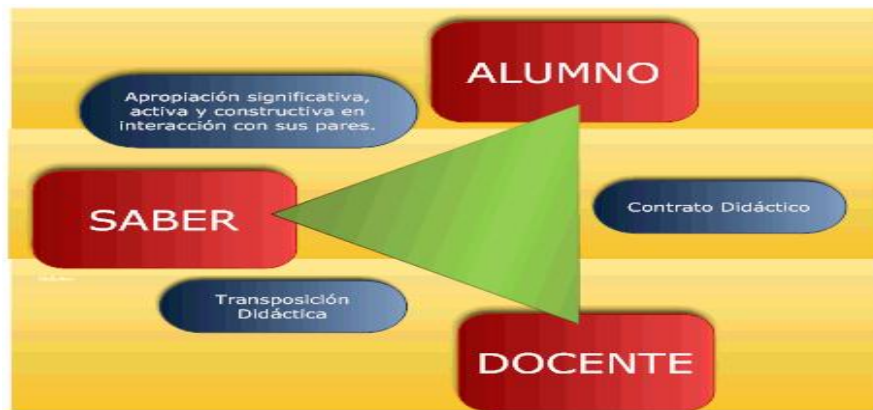 ALUMNO
Apropiación significativa,
activa y constructiva en
interacción con sus pares.
SABER
Contrato Didáctico
Transposición
Didáctica
DOCENTE